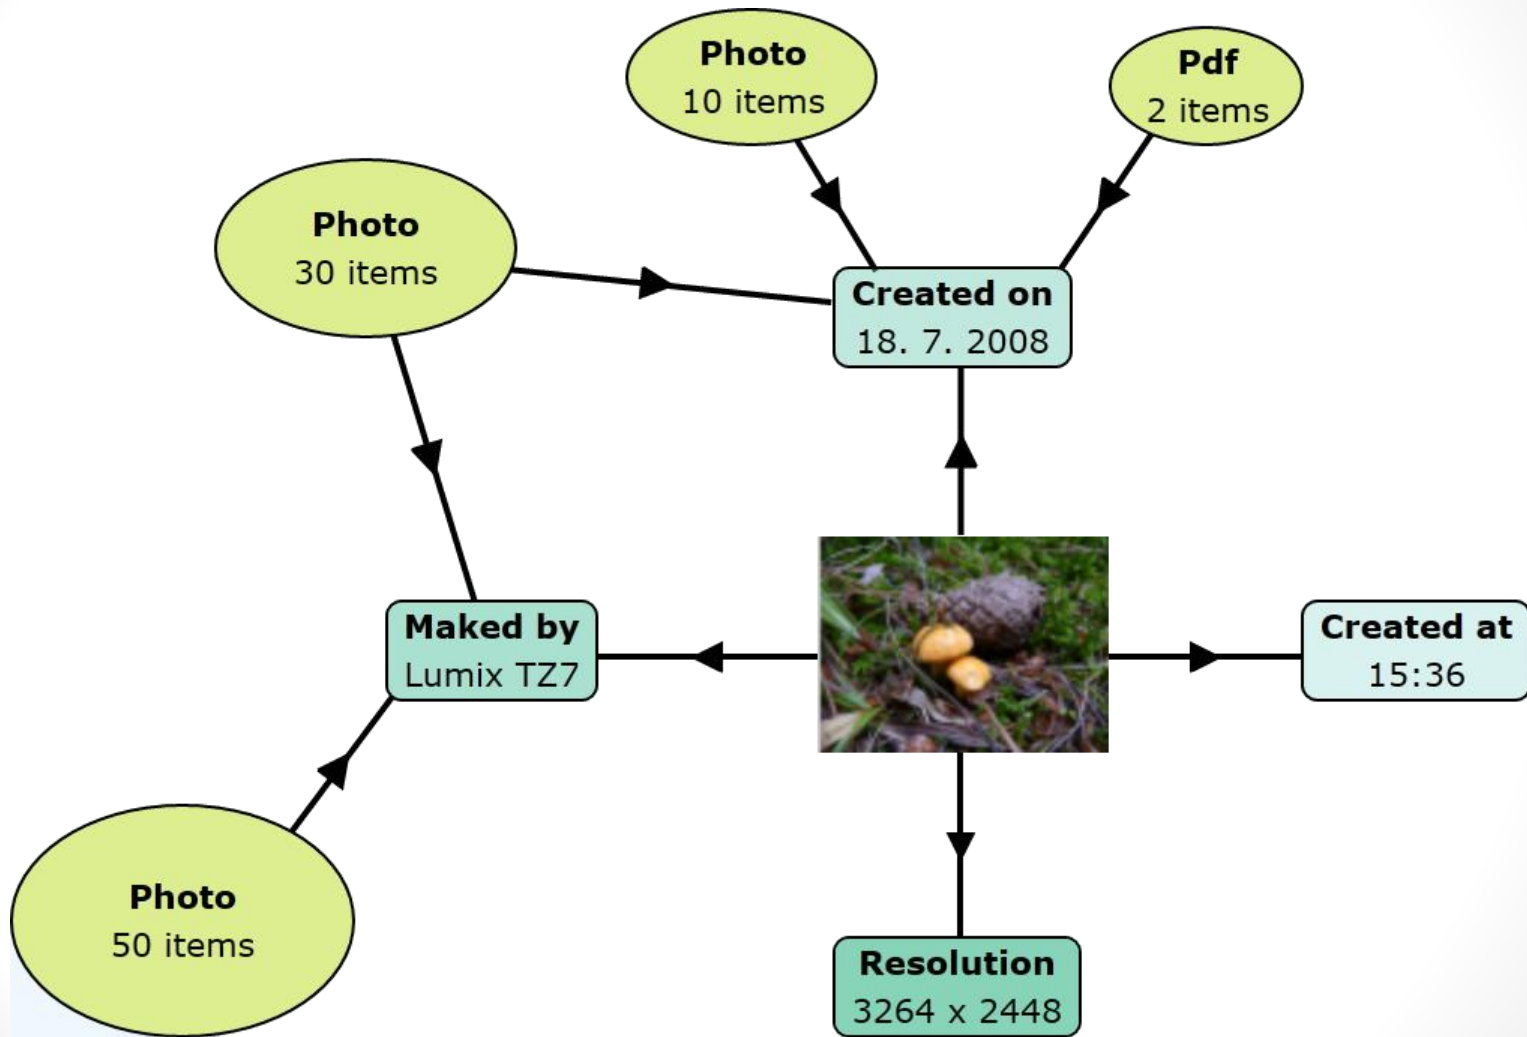 Photo
10 items
Pdf
2 items
Photo
30 items
Created on
18. 7. 2008
Maked by
Lumix TZ7
Created at
15:36
Photo
50 items
Resolution
3264 x 2448